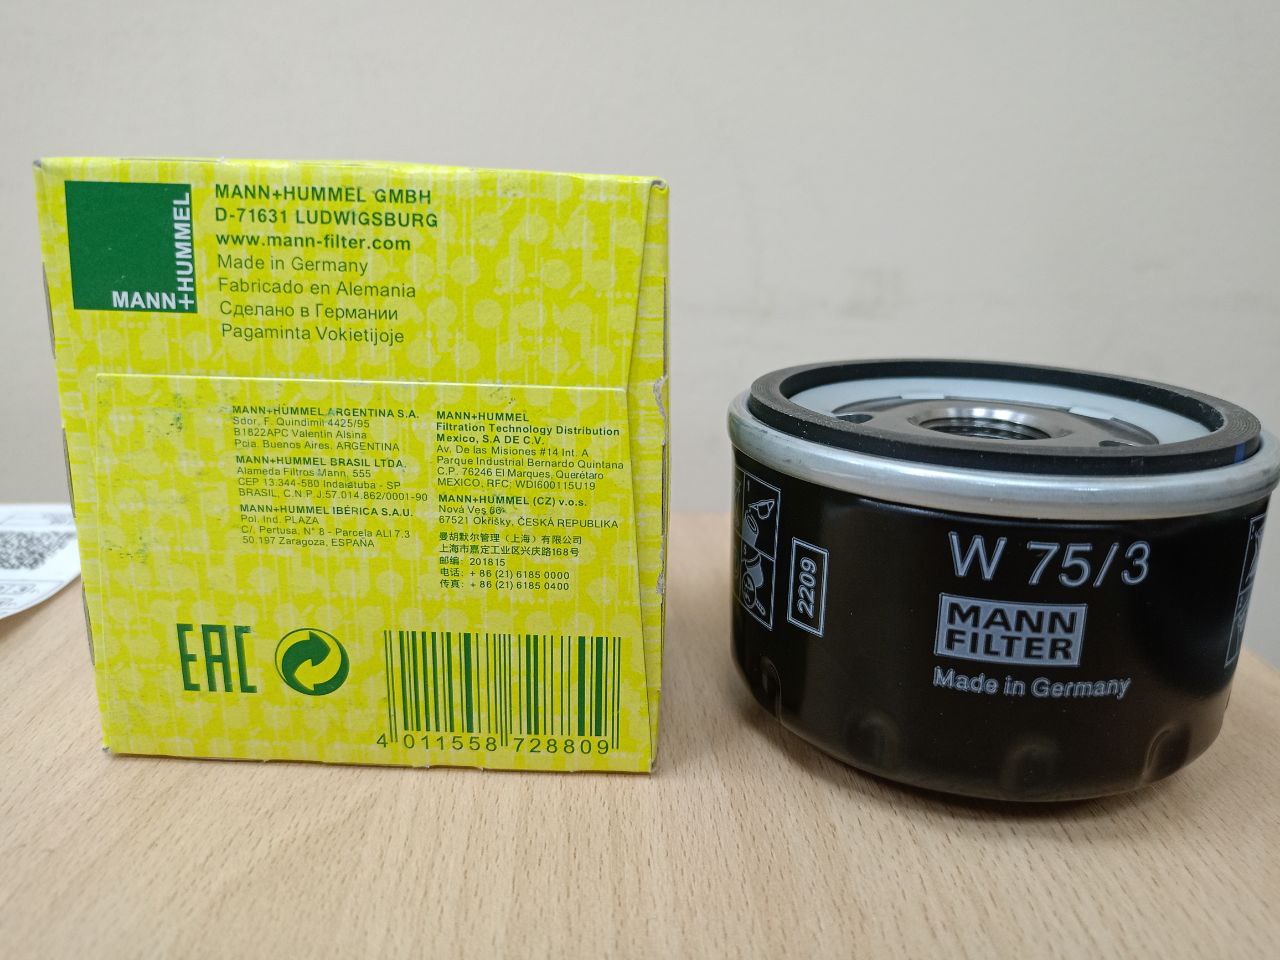 MANN+HUMMEL
MANN+HUMMEL GMBH
D-71631 LUDWIGSBURG
www.mann-filter.com
Made in Germany
Fabricado en Alemania
Сделано в Германии
Pagaminta Vokietijoje
MANN+HUMMEL ARGENTINA S.A.
Sdor. F. Quindimil 4425/95
B1822APC Valentin Alsina
Pcia. Buenos Aires. ARGENTINA
MANN+HUMMEL BRASIL LTDA.
Alameda Filtros Mann, 555
CEP 13.344-580 Indaiatuba - SP
BRASIL, C.N.P.J.57.014.862/0001-90
MANN+HUMMEL IBÉRICA S.A.U.
Pol. Ind. PLAZA
C/. Pertusa, N° 8 - Parcela ALI 7.3
50.197 Zaragoza, ESPAÑA
MANN+HUMMEL
Filtration Technology Distribution
Mexico, S.A DE C.V.
Av. De las Misiones #14 Int. A
Parque Industrial Bernardo Quintana
C.P. 76246 El Marques, Querétaro
MEXICO, RFC: WDI600115U19
MANN+HUMMEL (CZ) v.o.s.
Nová Ves 66
67521 Okříšky, ČESKÁ REPUBLIKA
曼胡默尔管理（上海）有限公司
上海市嘉定工业区兴庆路168号
邮编：201815
电话：+ 86 (21) 6185 0000
传真：+ 86 (21) 6185 0400
EAC
4 011558 728809
2209
W 75/3
MANN
FILTER
Made in Germany